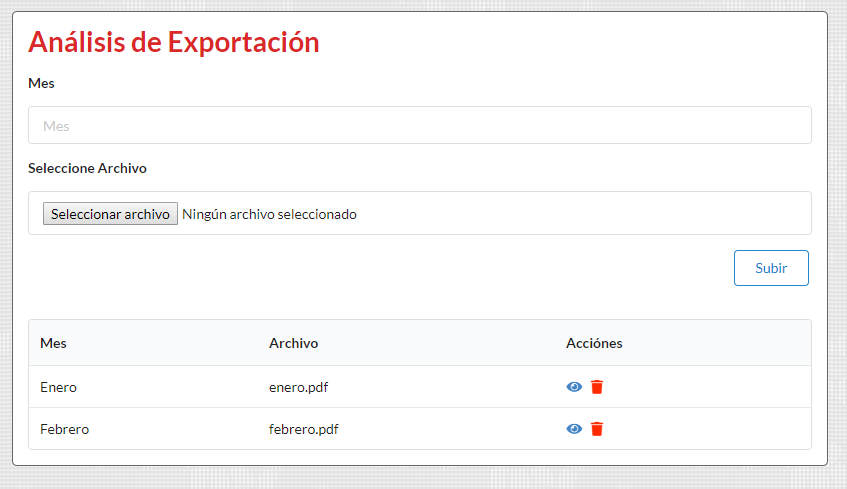 Análisis de Exportación
Mes
Mes
Seleccione Archivo
Seleccionar archivo Ningún archivo seleccionado
Subir
Mes Archivo Acciónes
Enero enero.pdf
Febrero febrero.pdf